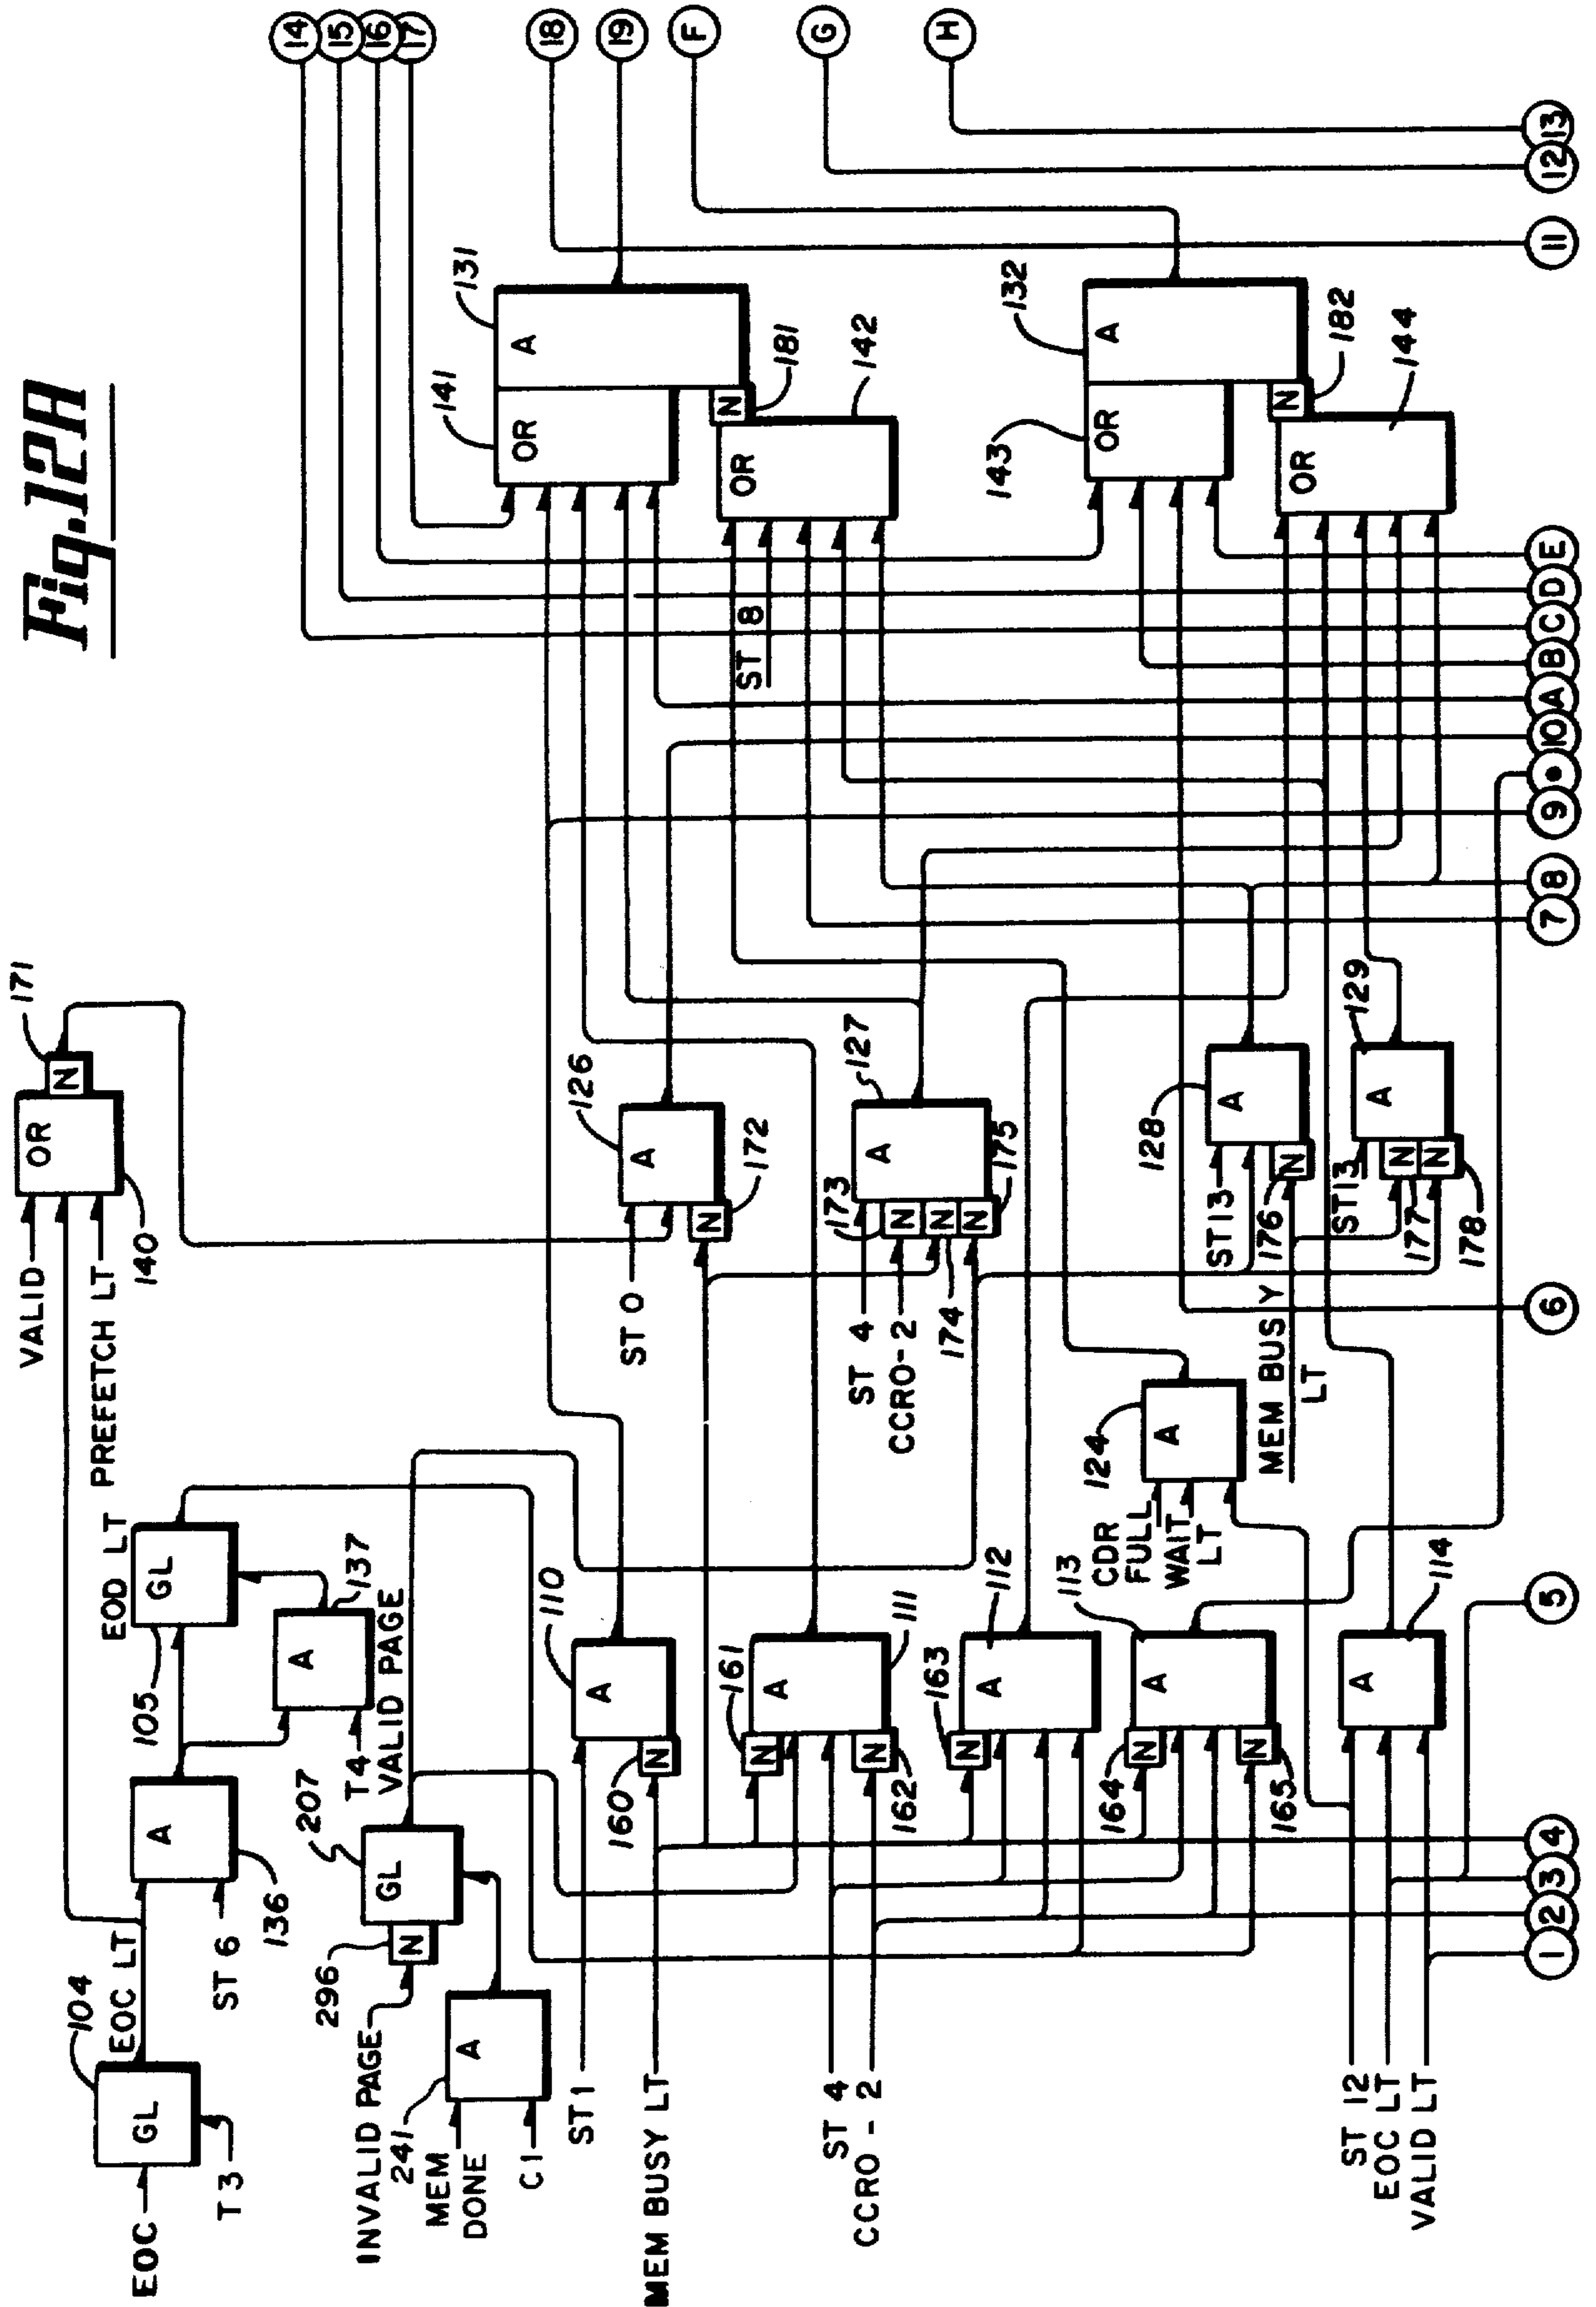 Fig.12A
14
15
16
17
18
19
F
G
H
171
N
OR
VALID
PREFETCH LT
140
131
141
A
OR
N
181
142
OR
ST 8
132
143
A
OR
N
182
144
OR
104
GL
EOC
T3
EOC LT
ST 6
136
A
EOD LT
105
GL
A
137
T4
VALID PAGE
207
GL
296
N
INVALID PAGE
241
A
MEM
DONE
C1
126
A
172
N
ST 0
127
A
173
N
N
N
175
174
ST 4
CCRO-2
128
A
ST13
176
N
MEM BUSY
LT
129
A
ST13
177
N
N
178
124
A
CDR
FULL
WAIT
LT
110
A
ST 1
160
N
MEM BUSY LT
161
N
A
111
162
N
ST 4
CCRO - 2
163
N
A
112
164
N
A
113
165
N
114
A
ST 12
EOC LT
VALID LT
1
2
3
4
5
6
7
8
9
10
A
B
C
D
E
11
12
13